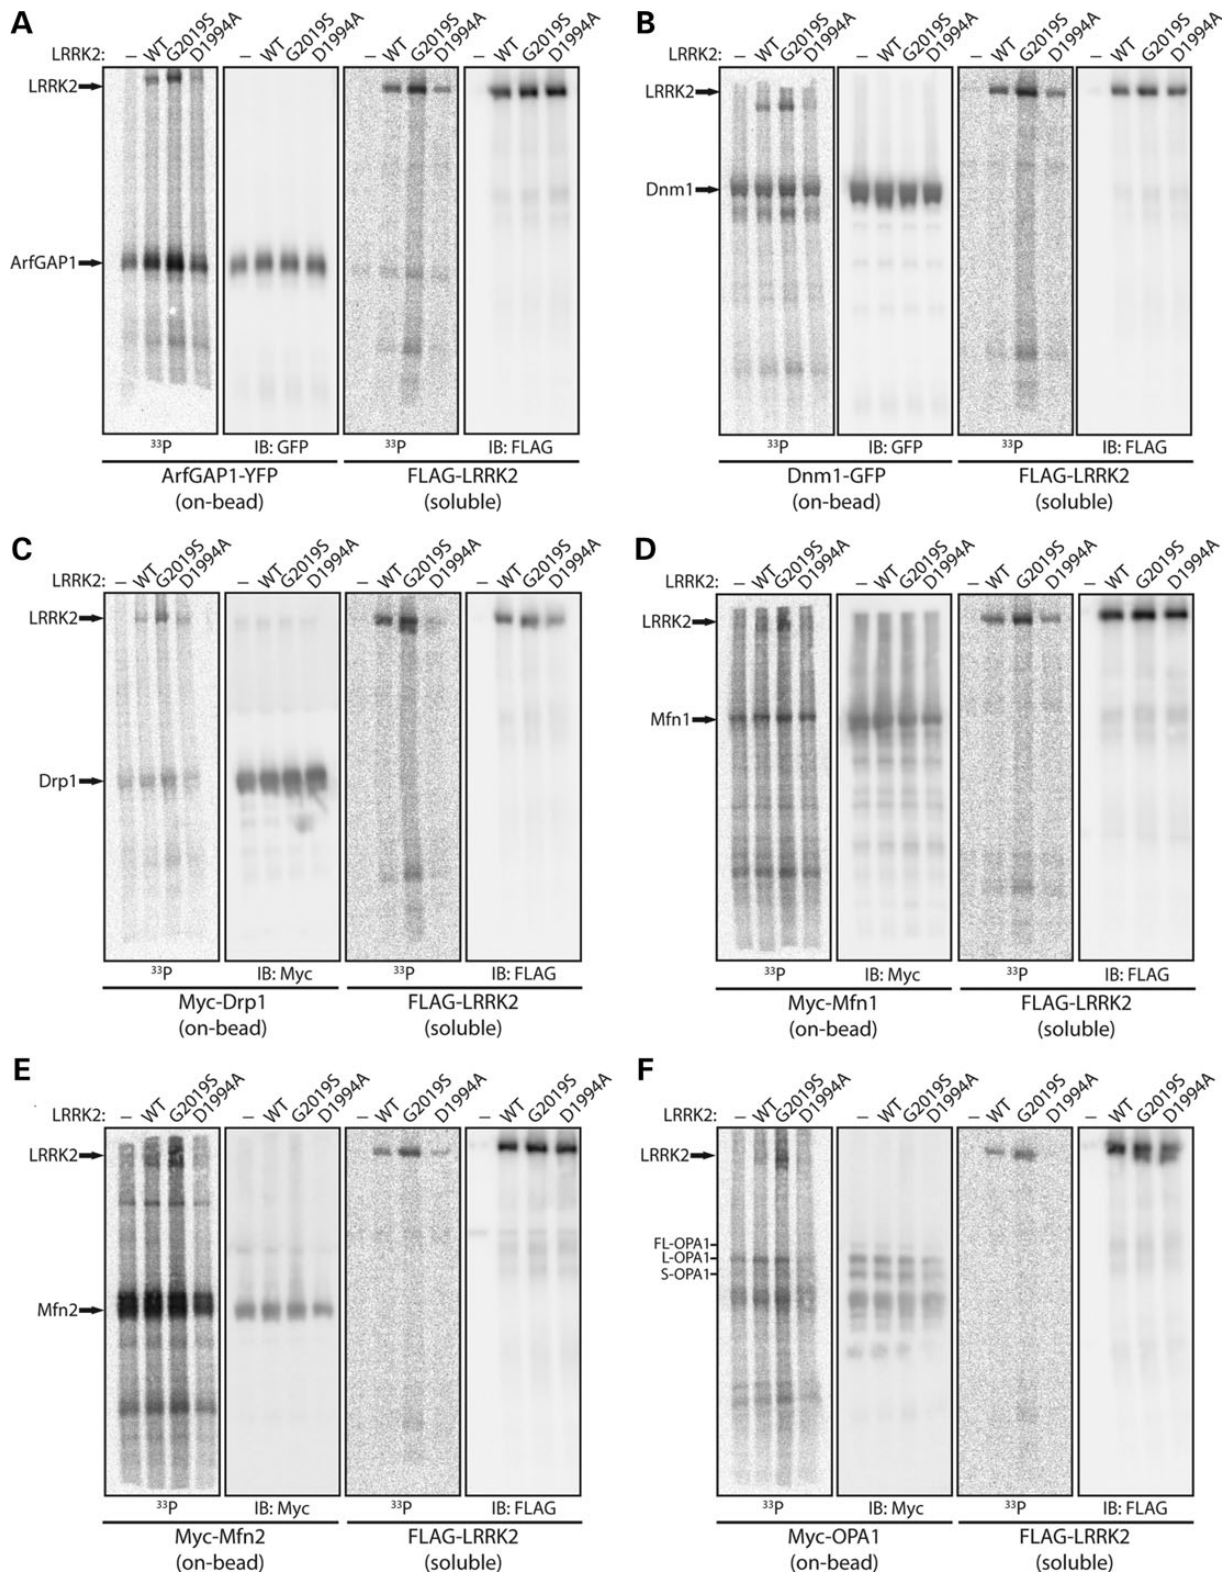 A
LRRK2: – WT G2019S D1994A – WT G2019S D1994A – WT G2019S D1994A – WT G2019S D1994A
LRRK2
ArfGAP1
³³P IB: GFP ³³P IB: FLAG
ArfGAP1-YFP FLAG-LRRK2
(on-bead) (soluble)
B
LRRK2: – WT G2019S D1994A – WT G2019S D1994A – WT G2019S D1994A – WT G2019S D1994A
LRRK2
Dnm1
³³P IB: GFP ³³P IB: FLAG
Dnm1-GFP FLAG-LRRK2
(on-bead) (soluble)
C
LRRK2: – WT G2019S D1994A – WT G2019S D1994A – WT G2019S D1994A – WT G2019S D1994A
LRRK2
Drp1
³³P IB: Myc ³³P IB: FLAG
Myc-Drp1 FLAG-LRRK2
(on-bead) (soluble)
D
LRRK2: – WT G2019S D1994A – WT G2019S D1994A – WT G2019S D1994A – WT G2019S D1994A
LRRK2
Mfn1
³³P IB: Myc ³³P IB: FLAG
Myc-Mfn1 FLAG-LRRK2
(on-bead) (soluble)
E
LRRK2: – WT G2019S D1994A – WT G2019S D1994A – WT G2019S D1994A – WT G2019S D1994A
LRRK2
Mfn2
³³P IB: Myc ³³P IB: FLAG
Myc-Mfn2 FLAG-LRRK2
(on-bead) (soluble)
F
LRRK2: – WT G2019S D1994A – WT G2019S D1994A – WT G2019S D1994A – WT G2019S D1994A
LRRK2
FL-OPA1
L-OPA1
S-OPA1
³³P IB: Myc ³³P IB: FLAG
Myc-OPA1 FLAG-LRRK2
(on-bead) (soluble)